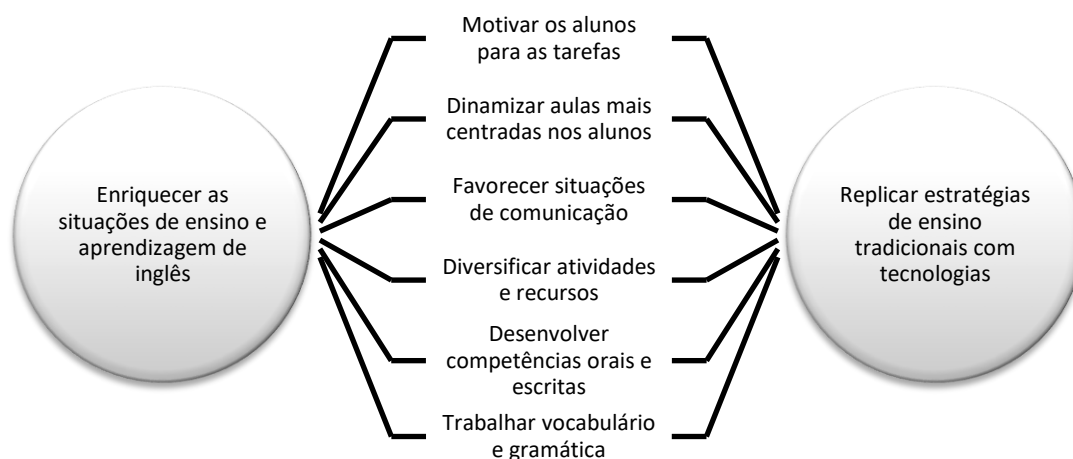 Enriquecer as
situações de ensino e
aprendizagem de
inglês
Motivar os alunos
para as tarefas
Dinamizar aulas mais
centradas nos alunos
Favorecer situações
de comunicação
Diversificar atividades
e recursos
Desenvolver
competências orais e
escritas
Trabalhar vocabulário
e gramática
Replicar estratégias
de ensino
tradicionais com
tecnologias